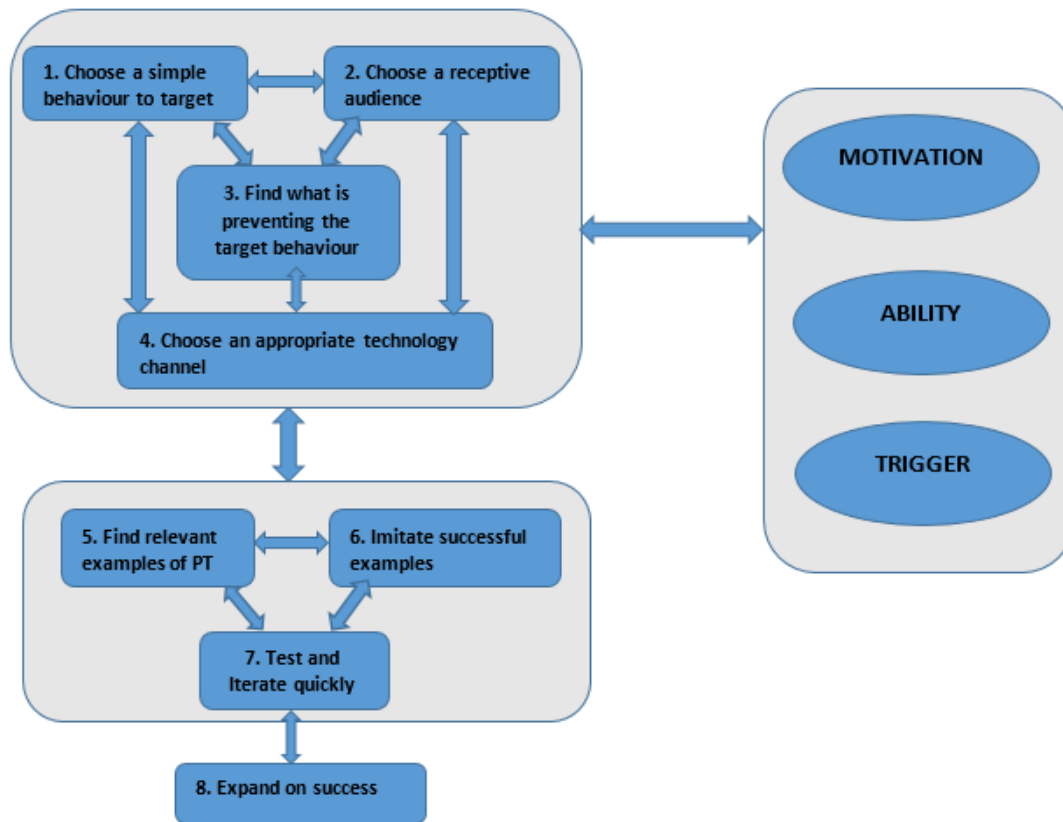 1. Choose a simple
behaviour to target
2. Choose a receptive
audience
3. Find what is
preventing the
target behaviour
4. Choose an appropriate technology
channel
MOTIVATION
ABILITY
TRIGGER
5. Find relevant
examples of PT
6. Imitate successful
examples
7. Test and
Iterate quickly
8. Expand on success